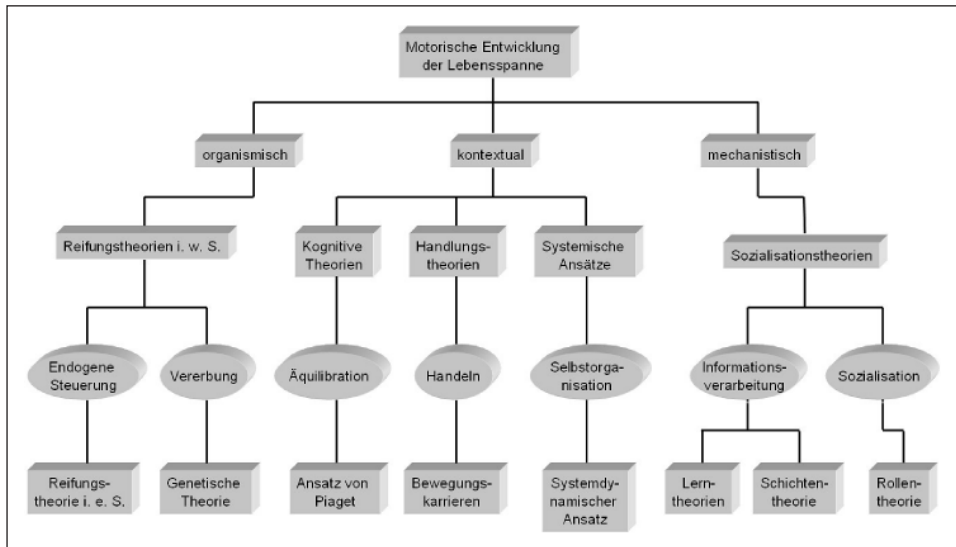 Motorische Entwicklung
der Lebensspanne
organismisch
kontextual
mechanistisch
Reifungstheorien i. w. S.
Kognitive
Theorien
Handlungs-
theorien
Systemische
Ansätze
Sozialisationstheorien
Endogene
Steuerung
Vererbung
Äquilibration
Handeln
Selbstorga-
nisation
Informations-
verarbeitung
Sozialisation
Reifungs-
theorie i. e. S.
Genetische
Theorie
Ansatz von
Piaget
Bewegungs-
karrieren
Systemdy-
namischer
Ansatz
Lern-
theorien
Schichten-
theorie
Rollen-
theorie